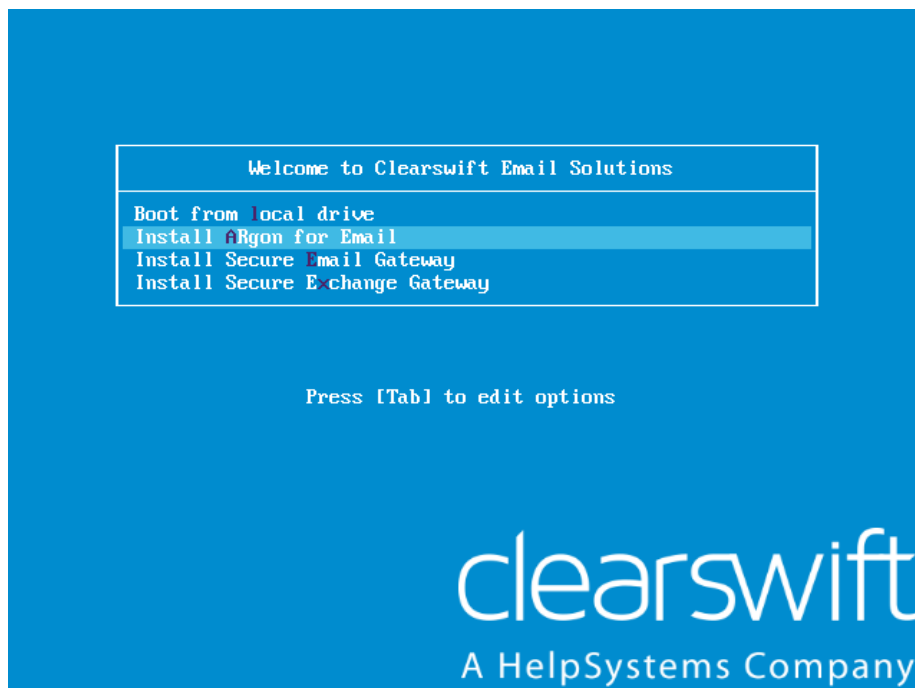 Welcome to Clearswift Email Solutions
Boot from local drive
Install ARgon for Email
Install Secure Email Gateway
Install Secure Exchange Gateway
Press [Tab] to edit options
clearswift
A HelpSystems Company